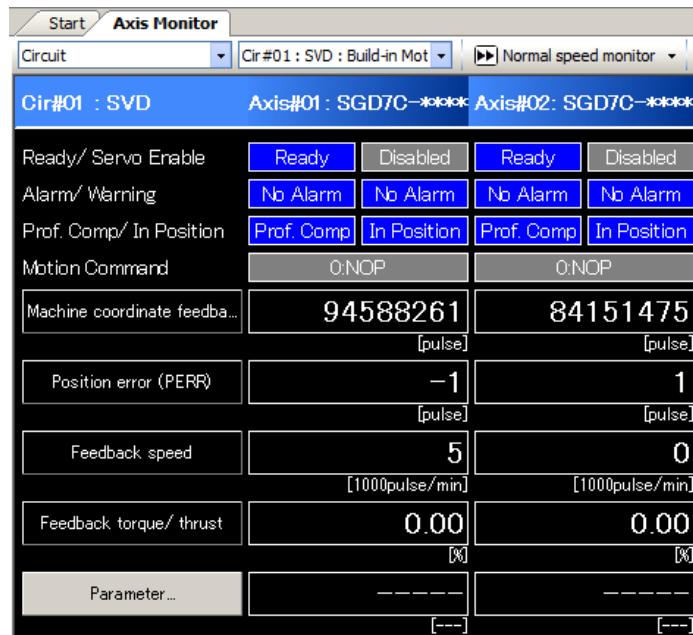 Start Axis Monitor
Circuit Cir#01 : SVD : Build-in Mot Normal speed monitor
Cir#01 : SVD Axis#01 : SGD7C-**** Axis#02: SGD7C-****
Ready/ Servo Enable Ready Disabled Ready Disabled
Alarm/ Warning No Alarm No Alarm No Alarm No Alarm
Prof. Comp/ In Position Prof. Comp In Position Prof. Comp In Position
Motion Command 0:NOP 0:NOP
Machine coordinate feedba... 94588261 84151475
[pulse] [pulse]
Position error (PERR) -1 1
[pulse] [pulse]
Feedback speed 5 0
[1000pulse/min] [1000pulse/min]
Feedback torque/ thrust 0.00 0.00
[%] [%]
Parameter... ----- -----
[---] [---]